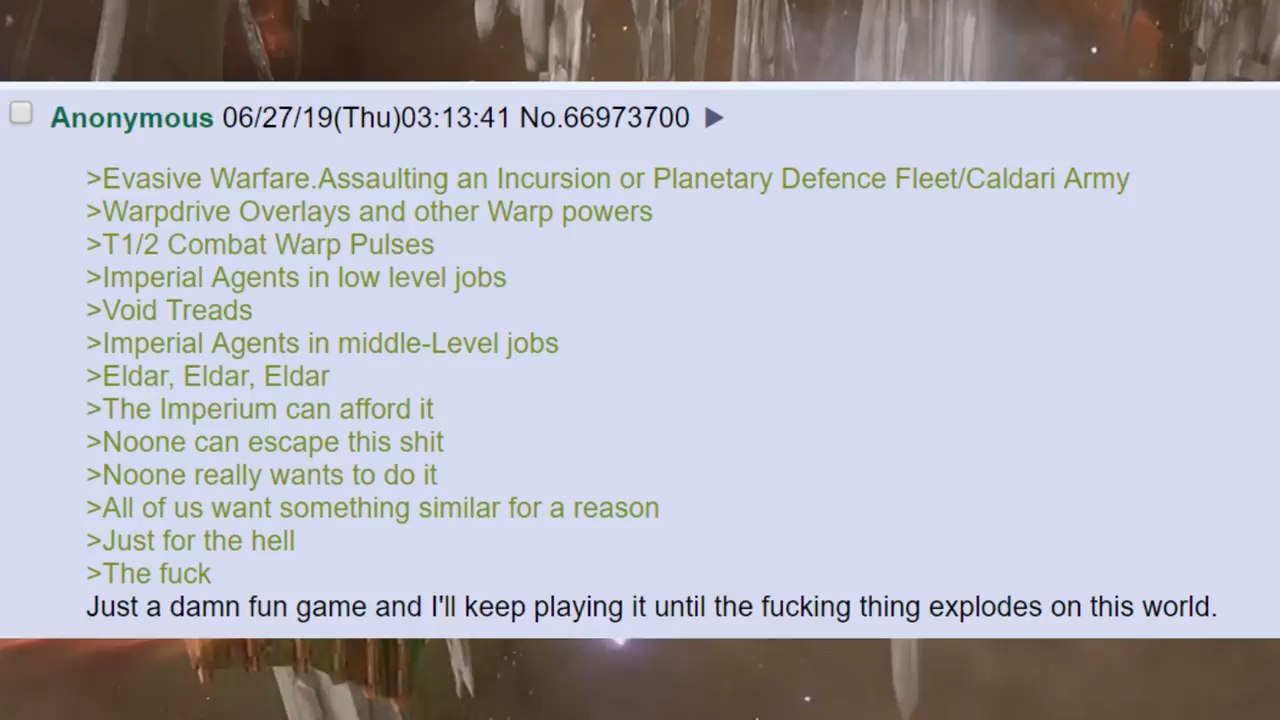 Anonymous 06/27/19(Thu)03:13:41 No.66973700
>Evasive Warfare.Assaulting an Incursion or Planetary Defence Fleet/Caldari Army
>Warpdrive Overlays and other Warp powers
>T1/2 Combat Warp Pulses
>Imperial Agents in low level jobs
>Void Treads
>Imperial Agents in middle-Level jobs
>Eldar, Eldar, Eldar
>The Imperium can afford it
>Noone can escape this shit
>Noone really wants to do it
>All of us want something similar for a reason
>Just for the hell
>The fuck
Just a damn fun game and I'll keep playing it until the fucking thing explodes on this world.